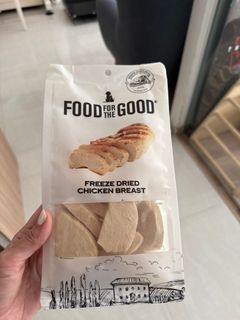 FOOD FOR THE GOOD®
FREEZE DRIED
CHICKEN BREAST